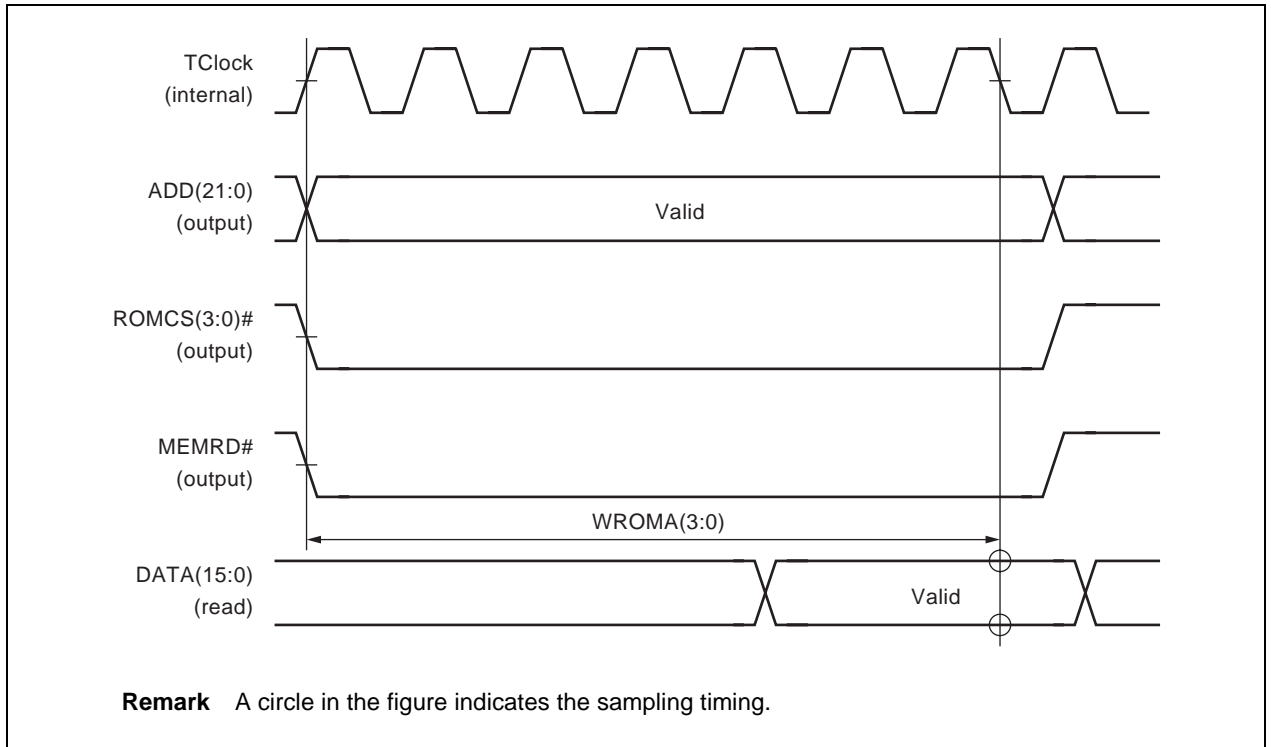 TClock
(internal)
ADD(21:0)
(output)
Valid
ROMCS(3:0)#
(output)
MEMRD#
(output)
WROMA(3:0)
DATA(15:0)
(read)
Valid
Remark A circle in the figure indicates the sampling timing.